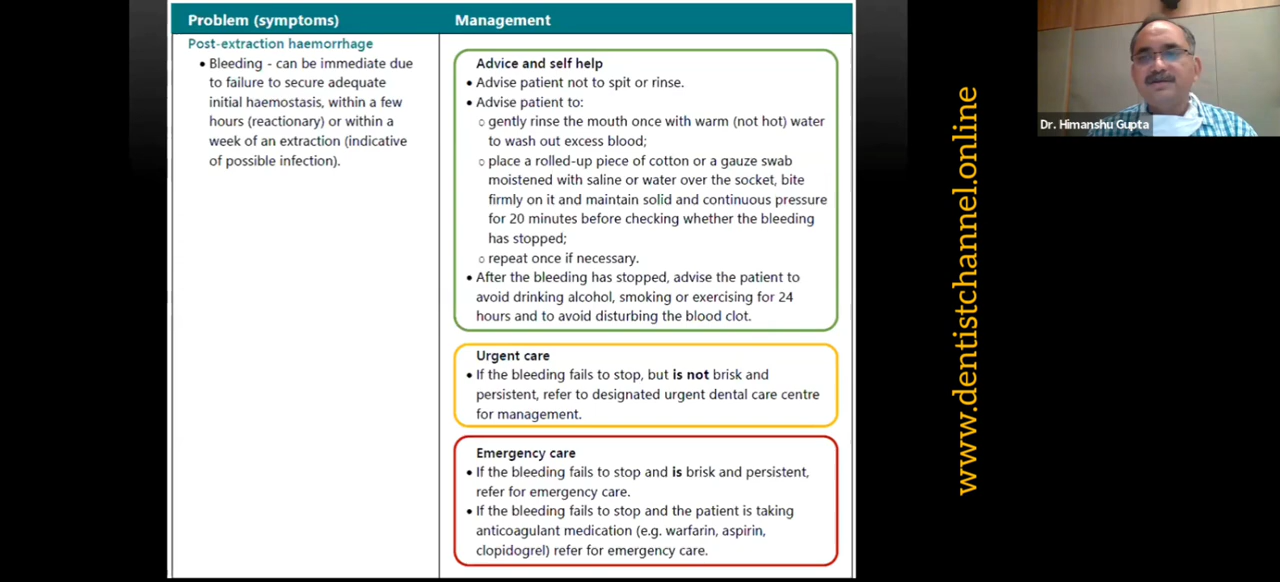 Problem (symptoms)
Management
Post-extraction haemorrhage
• Bleeding - can be immediate due
to failure to secure adequate
initial haemostasis, within a few
hours (reactionary) or within a
week of an extraction (indicative
of possible infection).
Advice and self help
• Advise patient not to spit or rinse.
• Advise patient to:
○ gently rinse the mouth once with warm (not hot) water
to wash out excess blood;
○ place a rolled-up piece of cotton or a gauze swab
moistened with saline or water over the socket, bite
firmly on it and maintain solid and continuous pressure
for 20 minutes before checking whether the bleeding
has stopped;
○ repeat once if necessary.
• After the bleeding has stopped, advise the patient to
avoid drinking alcohol, smoking or exercising for 24
hours and to avoid disturbing the blood clot.
Urgent care
• If the bleeding fails to stop, but is not brisk and
persistent, refer to designated urgent dental care centre
for management.
Emergency care
• If the bleeding fails to stop and is brisk and persistent,
refer for emergency care.
• If the bleeding fails to stop and the patient is taking
anticoagulant medication (e.g. warfarin, aspirin,
clopidogrel) refer for emergency care.
Dr. Himanshu Gupta
www.dentistchannel.online